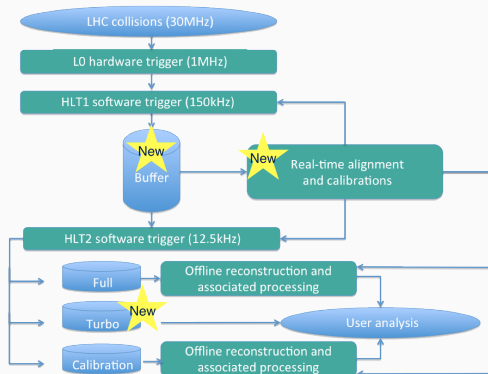 LHC collisions (30MHz)
L0 hardware trigger (1MHz)
HLT1 software trigger (150kHz)
New
Buffer
New
Real-time alignment
and calibrations
HLT2 software trigger (12.5kHz)
Full
Offline reconstruction and
associated processing
New
Turbo
User analysis
Calibration
Offline reconstruction and
associated processing